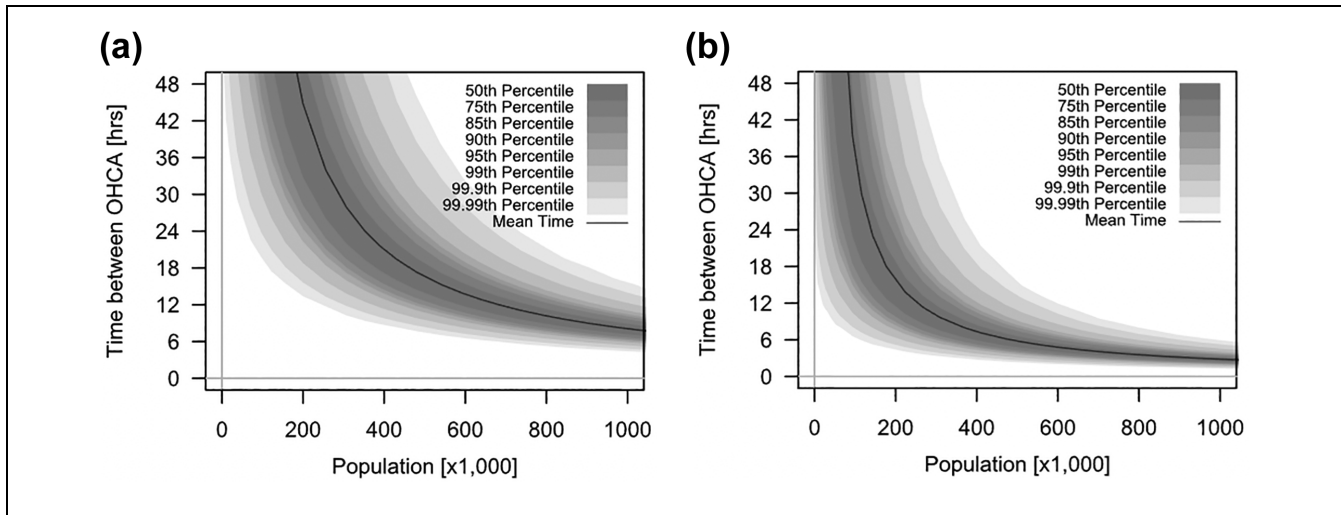 (a)
Time between OHCA [hrs]
48
42
36
30
24
18
12
6
0
50th Percentile
75th Percentile
85th Percentile
90th Percentile
95th Percentile
99th Percentile
99.9th Percentile
99.99th Percentile
Mean Time
0 200 400 600 800 1000
Population [x1,000]
(b)
Time between OHCA [hrs]
48
42
36
30
24
18
12
6
0
50th Percentile
75th Percentile
85th Percentile
90th Percentile
95th Percentile
99th Percentile
99.9th Percentile
99.99th Percentile
Mean Time
0 200 400 600 800 1000
Population [x1,000]